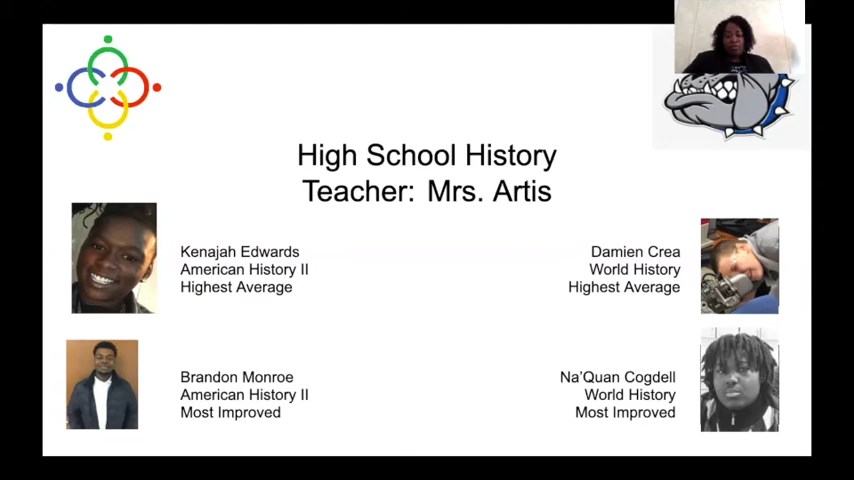 High School History
Teacher: Mrs. Artis
Kenajah Edwards
American History II
Highest Average
Damien Crea
World History
Highest Average
Brandon Monroe
American History II
Most Improved
Na'Quan Cogdell
World History
Most Improved